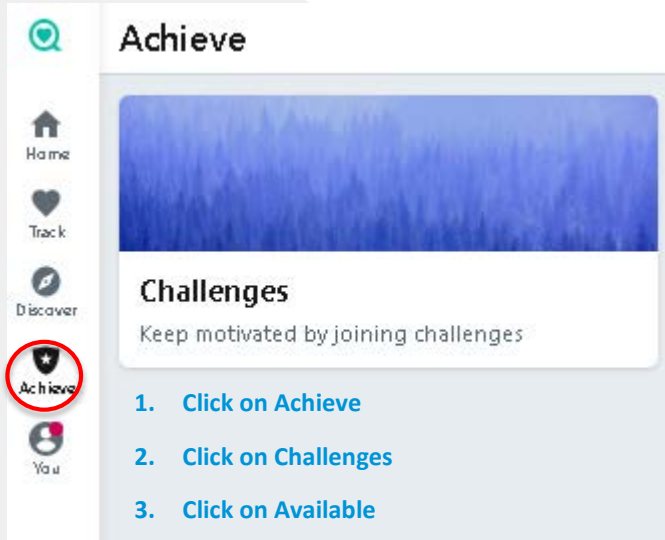 Achieve
Home
Track
Discover
Achieve
You
Challenges
Keep motivated by joining challenges
1. Click on Achieve
2. Click on Challenges
3. Click on Available